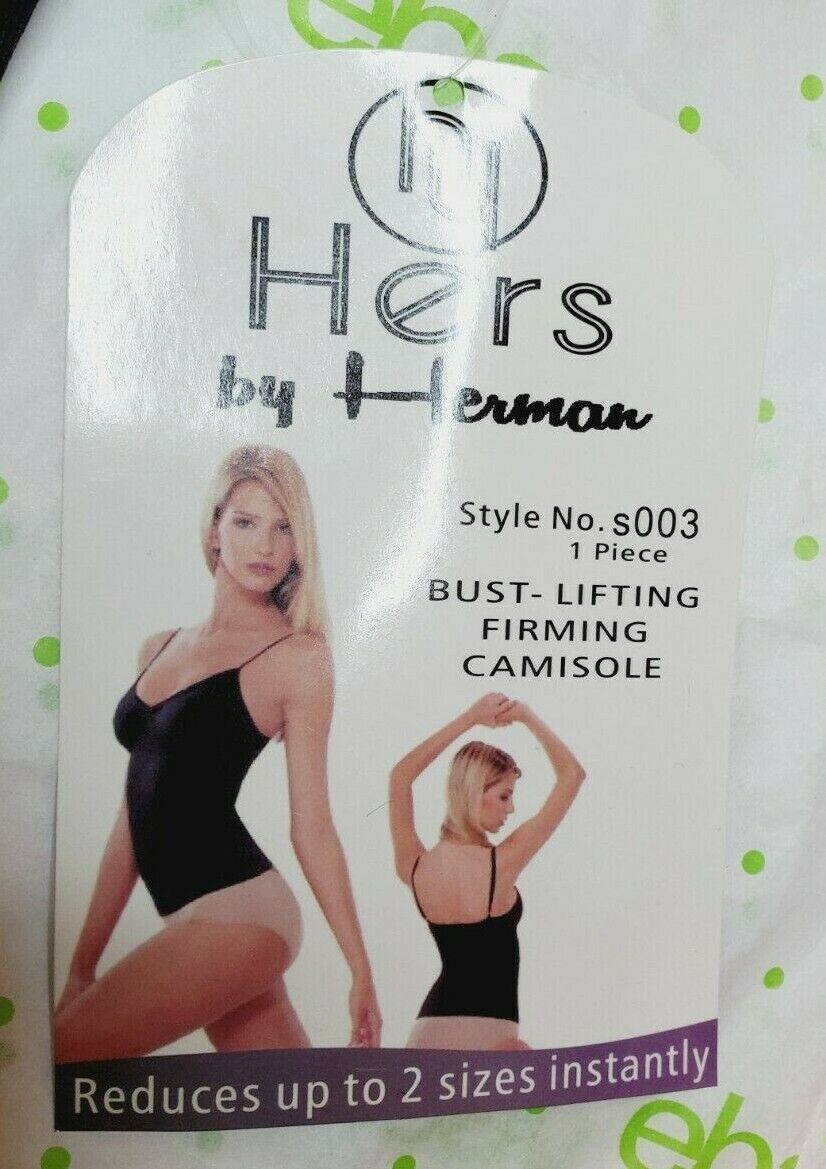 Hers
by Herman
Style No. s003
1 Piece
BUST- LIFTING
FIRMING
CAMISOLE
Reduces up to 2 sizes instantly